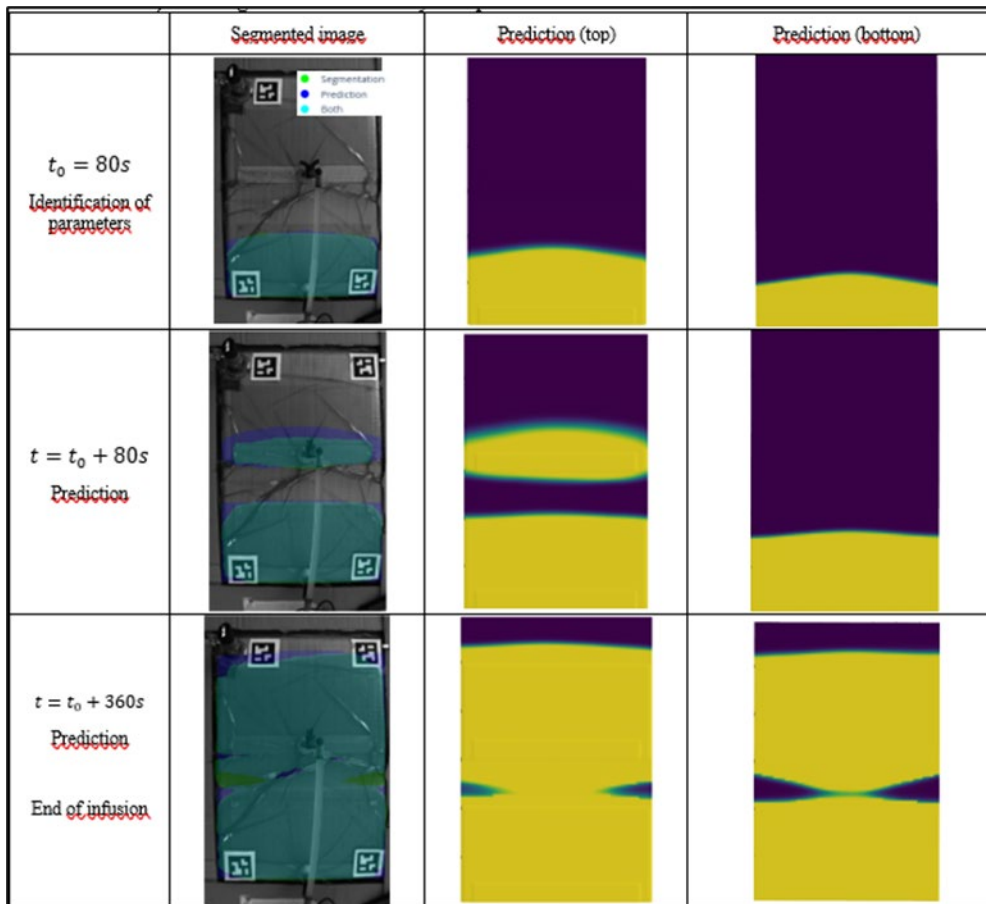 Segmented image
Prediction (top)
Prediction (bottom)
Segmentation
Prediction
Both
t₀ = 80s
Identification of
parameters
t = t₀ + 80s
Prediction
t = t₀ + 360s
Prediction
End of infusion